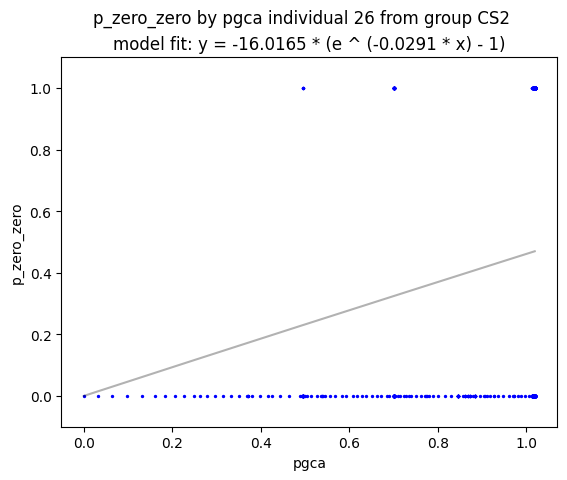 p_zero_zero by pgca individual 26 from group CS2
model fit: y = -16.0165 * (e ^ (-0.0291 * x) - 1)
1.0
0.8
0.6
0.4
0.2
0.0
p_zero_zero
0.0 0.2 0.4 0.6 0.8 1.0
pgca